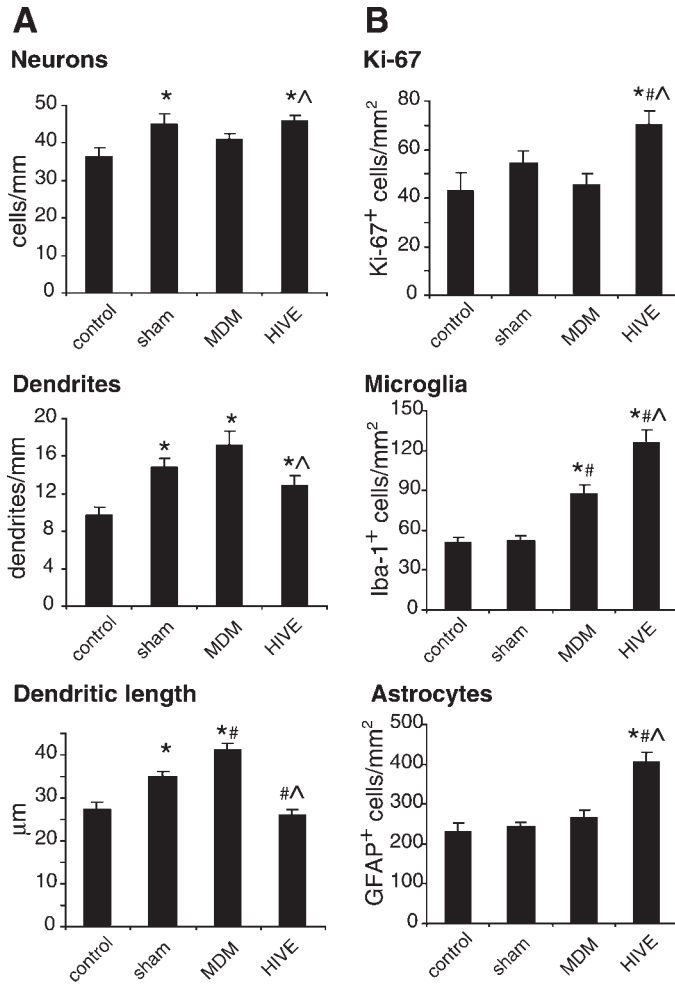 A
Neurons
cells/mm
50
40
30
20
10
0
*
*^
control
sham
MDM
HIVE
Dendrites
dendrites/mm
20
16
12
8
4
0
*
*
*^
control
sham
MDM
HIVE
Dendritic length
μm
40
30
20
10
0
*
*#
#^
control
sham
MDM
HIVE
B
Ki-67
Ki-67+ cells/mm2
80
60
40
20
0
*#^
control
sham
MDM
HIVE
Microglia
Iba-1+ cells/mm2
150
120
90
60
30
0
*#
*#^
control
sham
MDM
HIVE
Astrocytes
GFAP+ cells/mm2
500
400
300
200
100
0
*#^
control
sham
MDM
HIVE